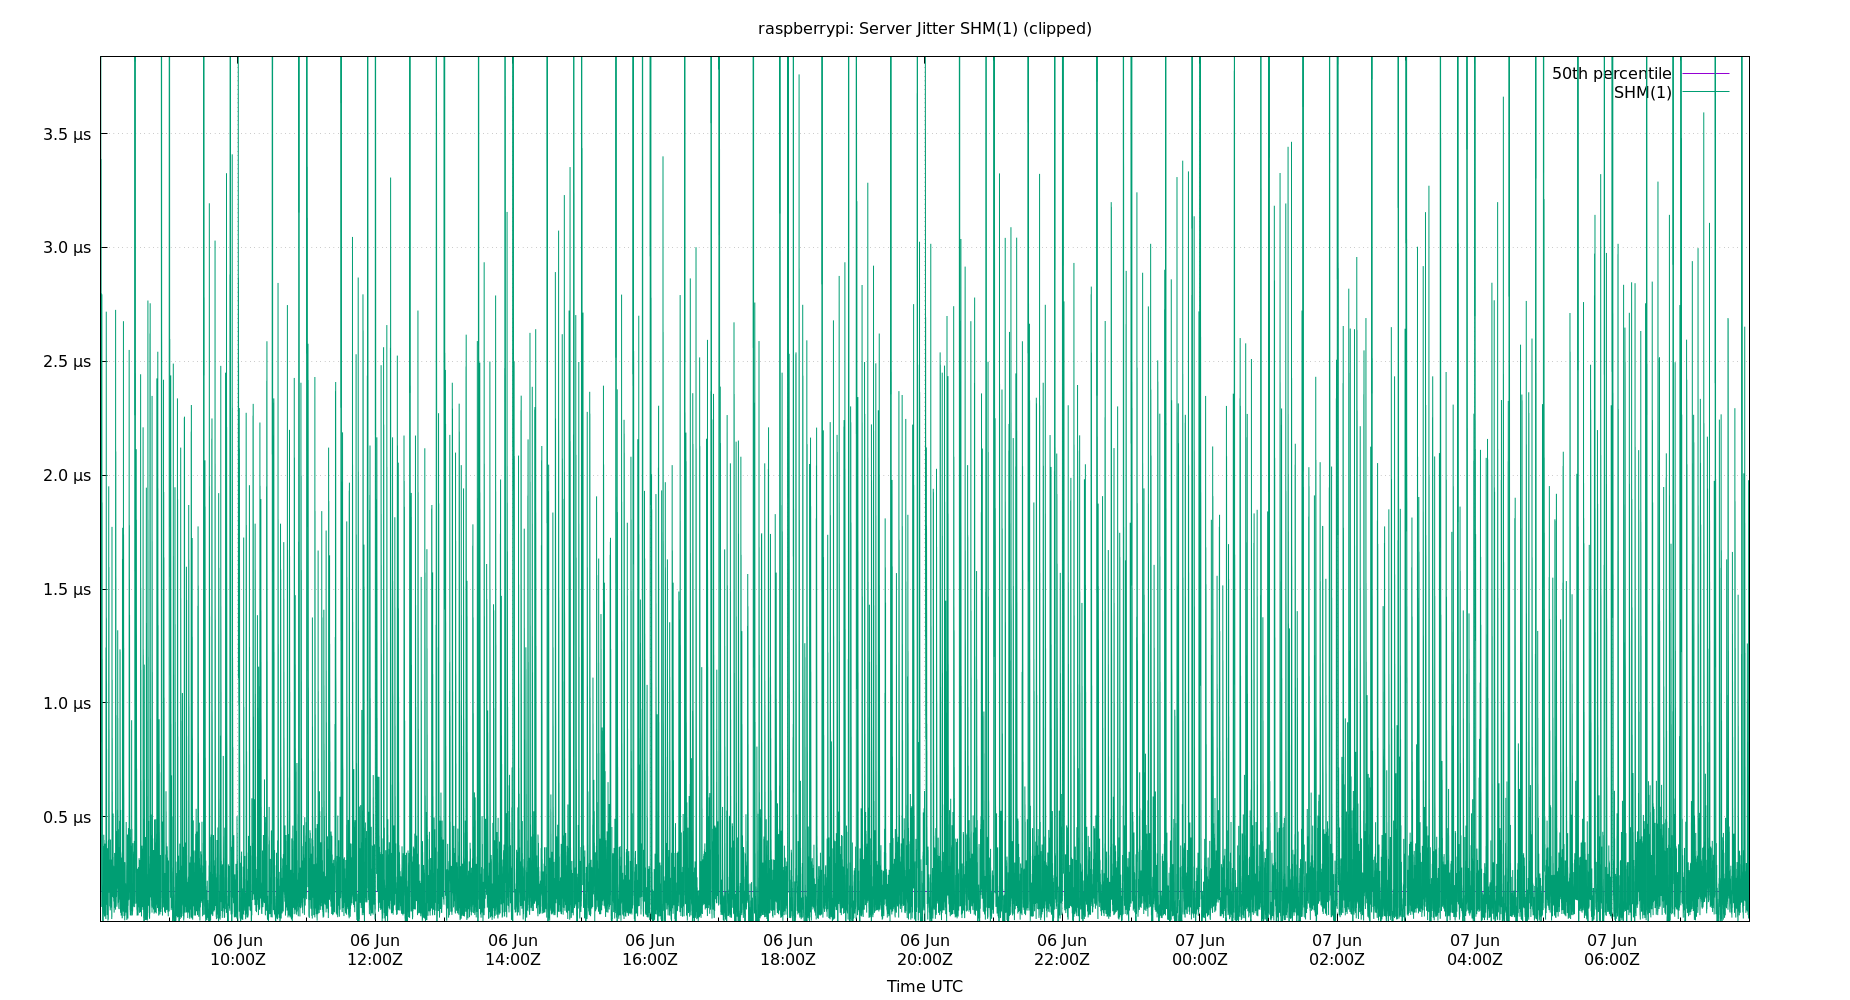 raspberrypi: Server Jitter SHM(1) (clipped)
50th percentile
SHM(1)
3.5 µs
3.0 µs
2.5 µs
2.0 µs
1.5 µs
1.0 µs
0.5 µs
06 Jun 06 Jun 06 Jun 06 Jun 06 Jun 06 Jun 06 Jun 07 Jun 07 Jun 07 Jun 07 Jun
10:00Z 12:00Z 14:00Z 16:00Z 18:00Z 20:00Z 22:00Z 00:00Z 02:00Z 04:00Z 06:00Z
Time UTC